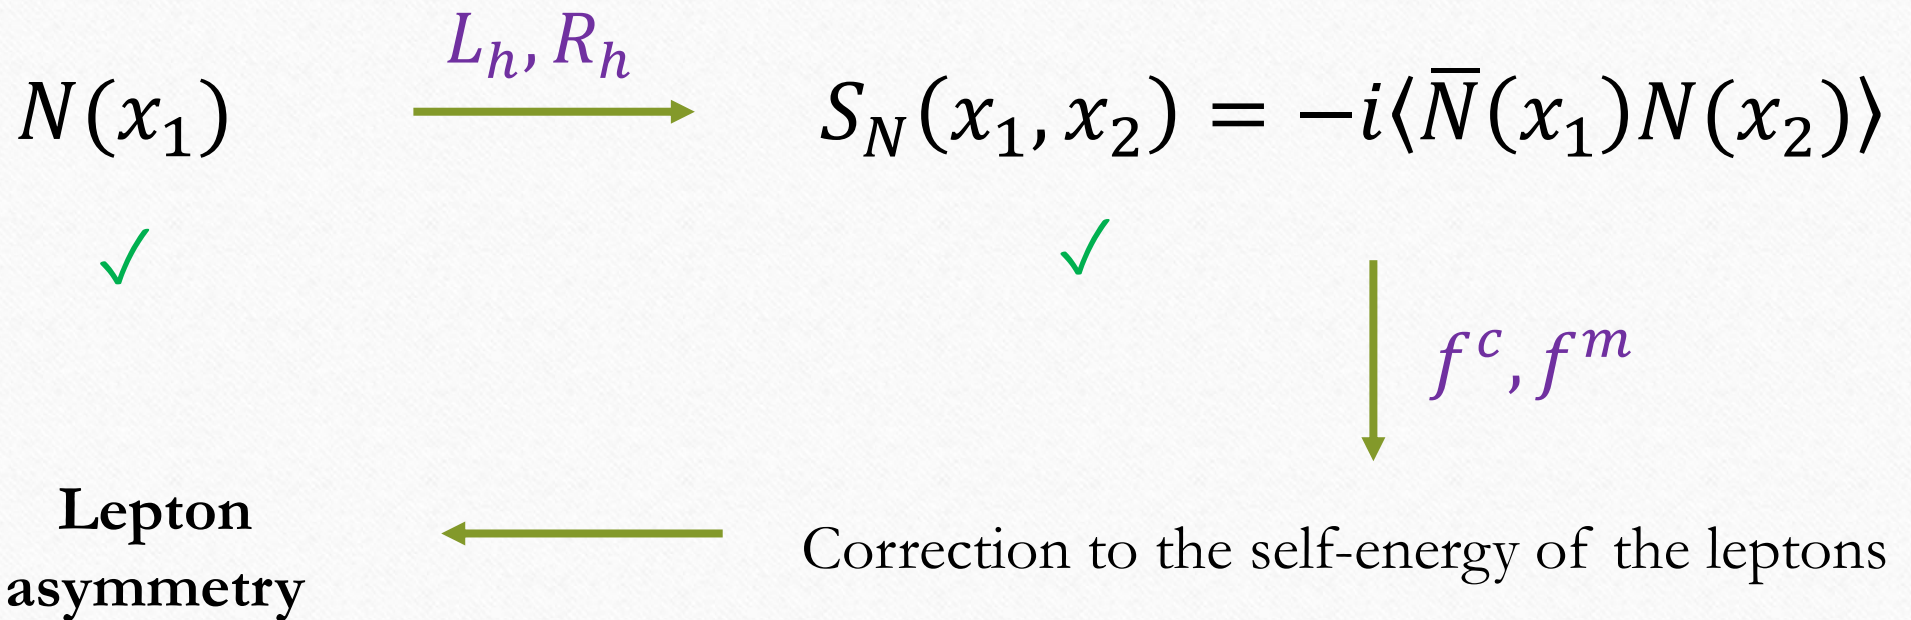 N(x₁)
L_h, R_h
S_N(x₁, x₂) = −i⟨N̅(x₁)N(x₂)⟩
✓
✓
f^c, f^m
Lepton
asymmetry
Correction to the self-energy of the leptons